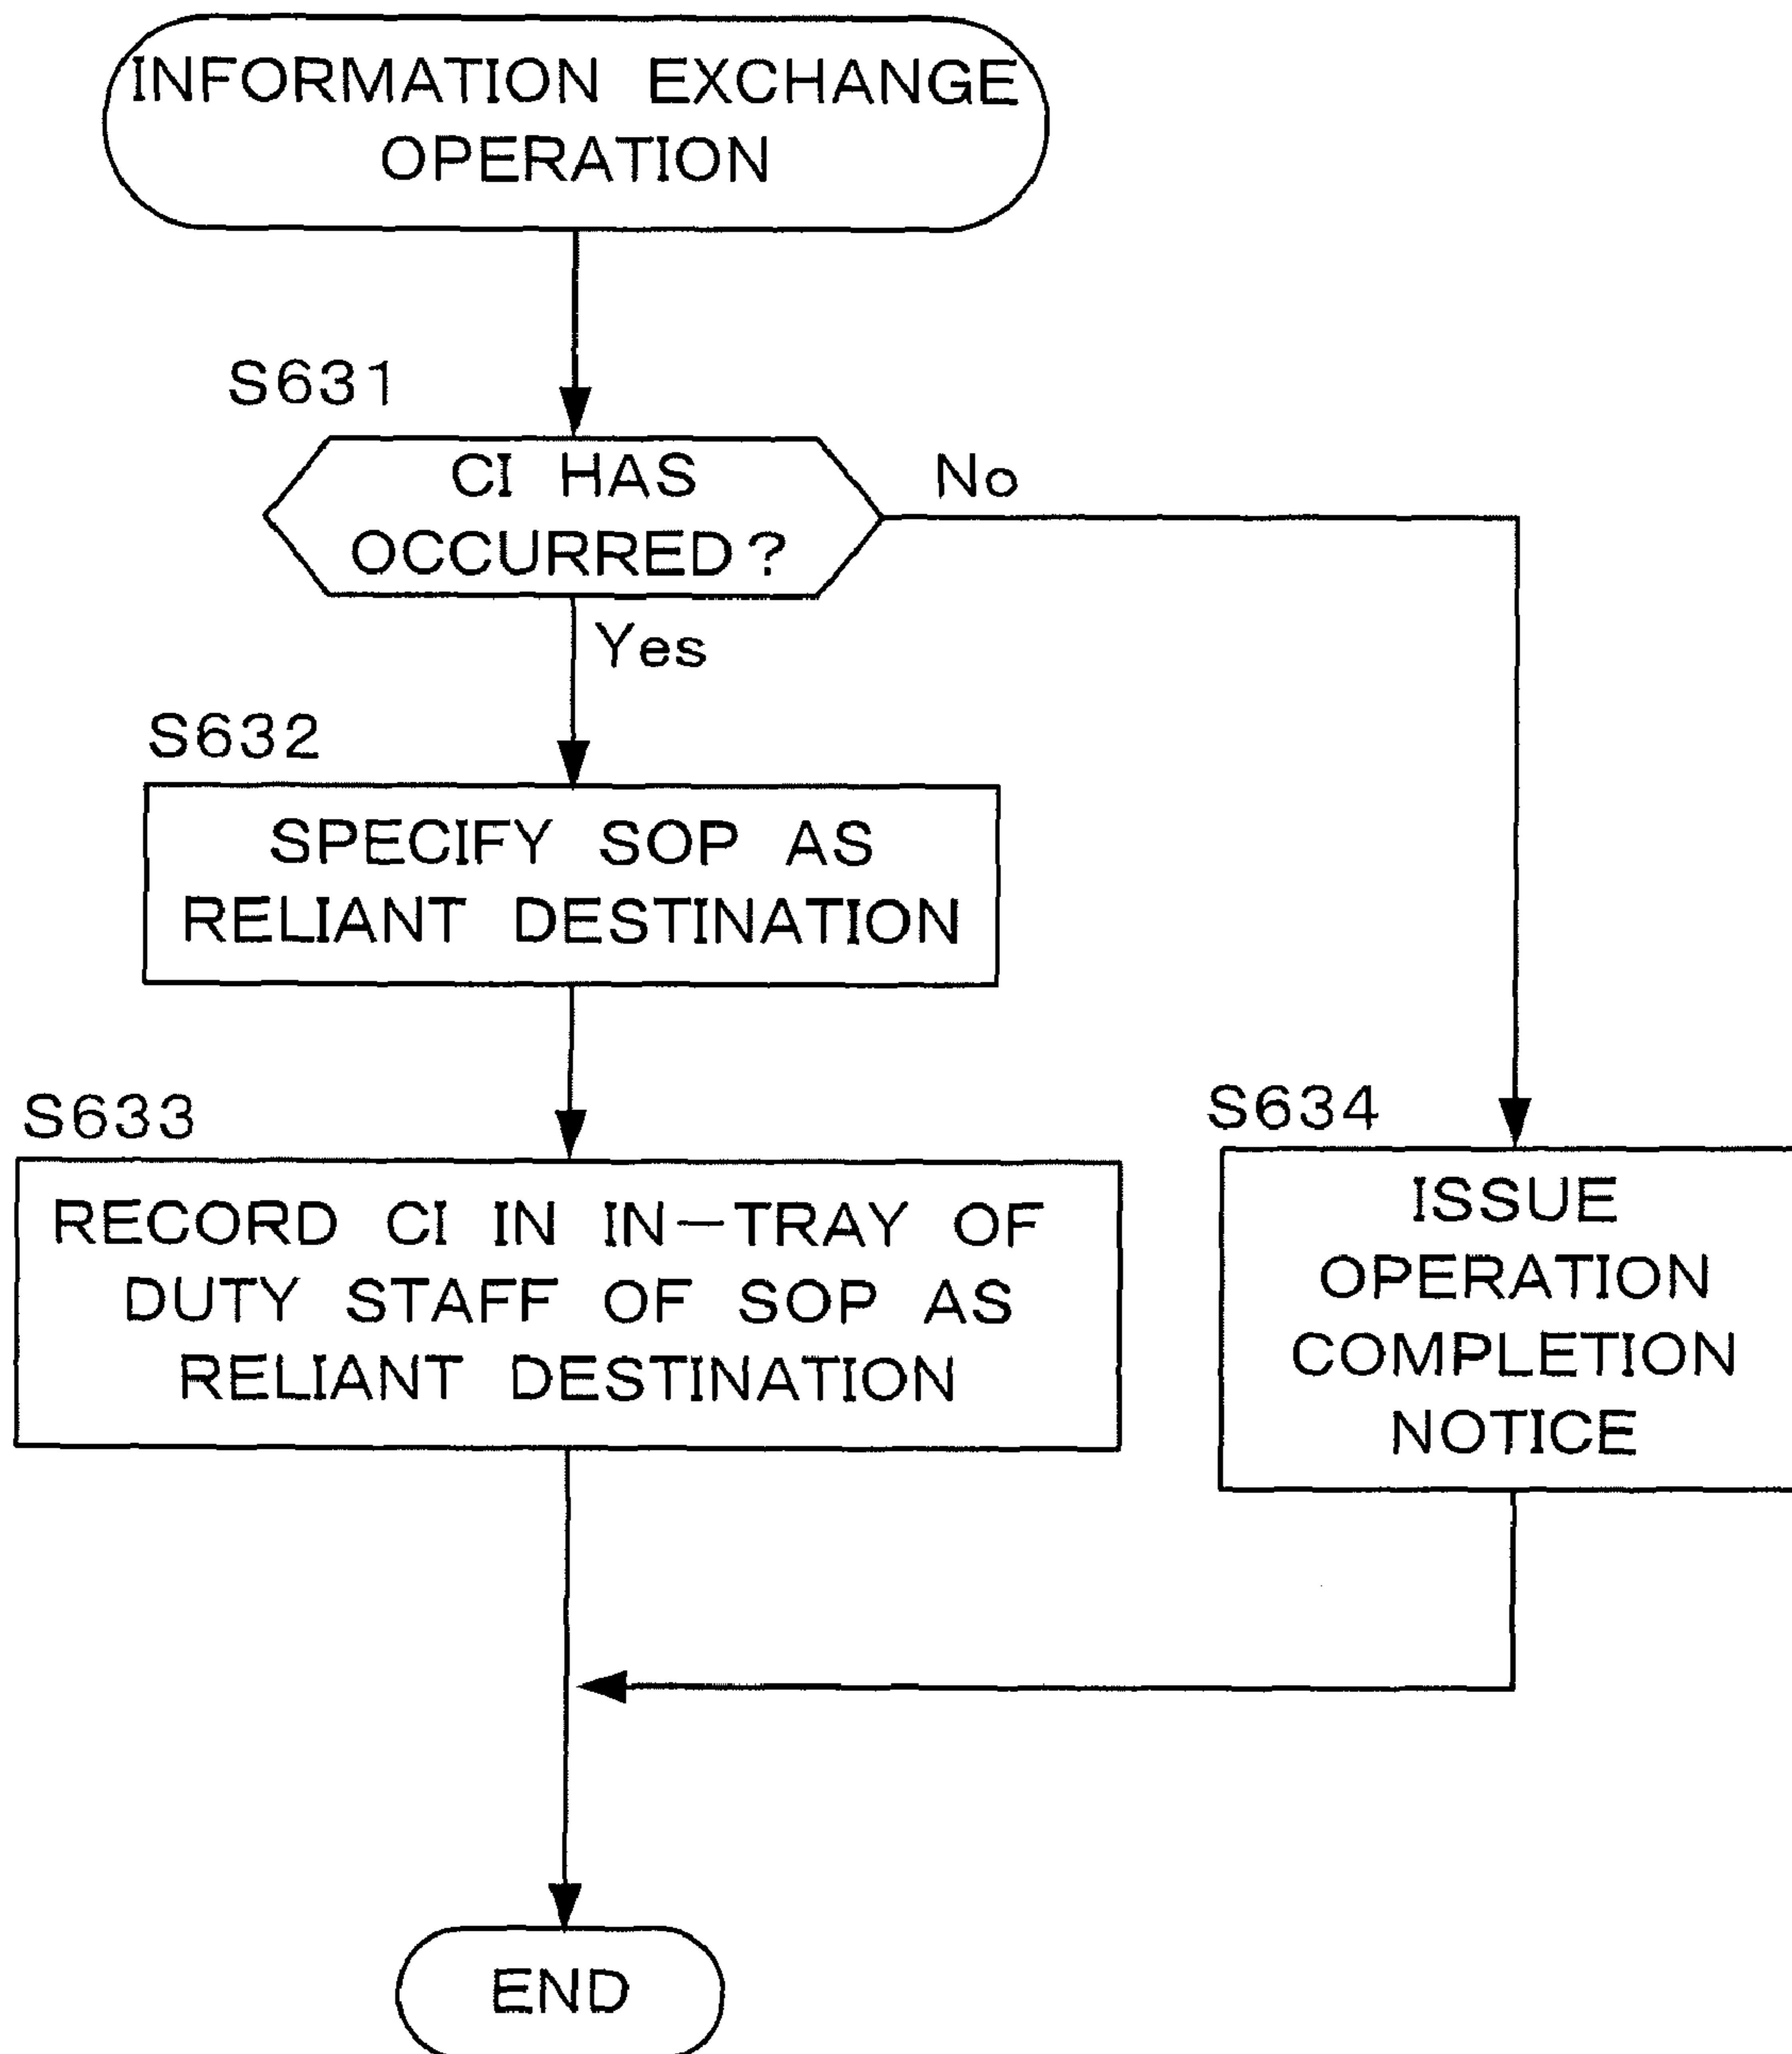 INFORMATION EXCHANGE
OPERATION
S631
CI HAS
OCCURRED?
No
Yes
S632
SPECIFY SOP AS
RELIANT DESTINATION
S633
RECORD CI IN IN-TRAY OF
DUTY STAFF OF SOP AS
RELIANT DESTINATION
S634
ISSUE
OPERATION
COMPLETION
NOTICE
END